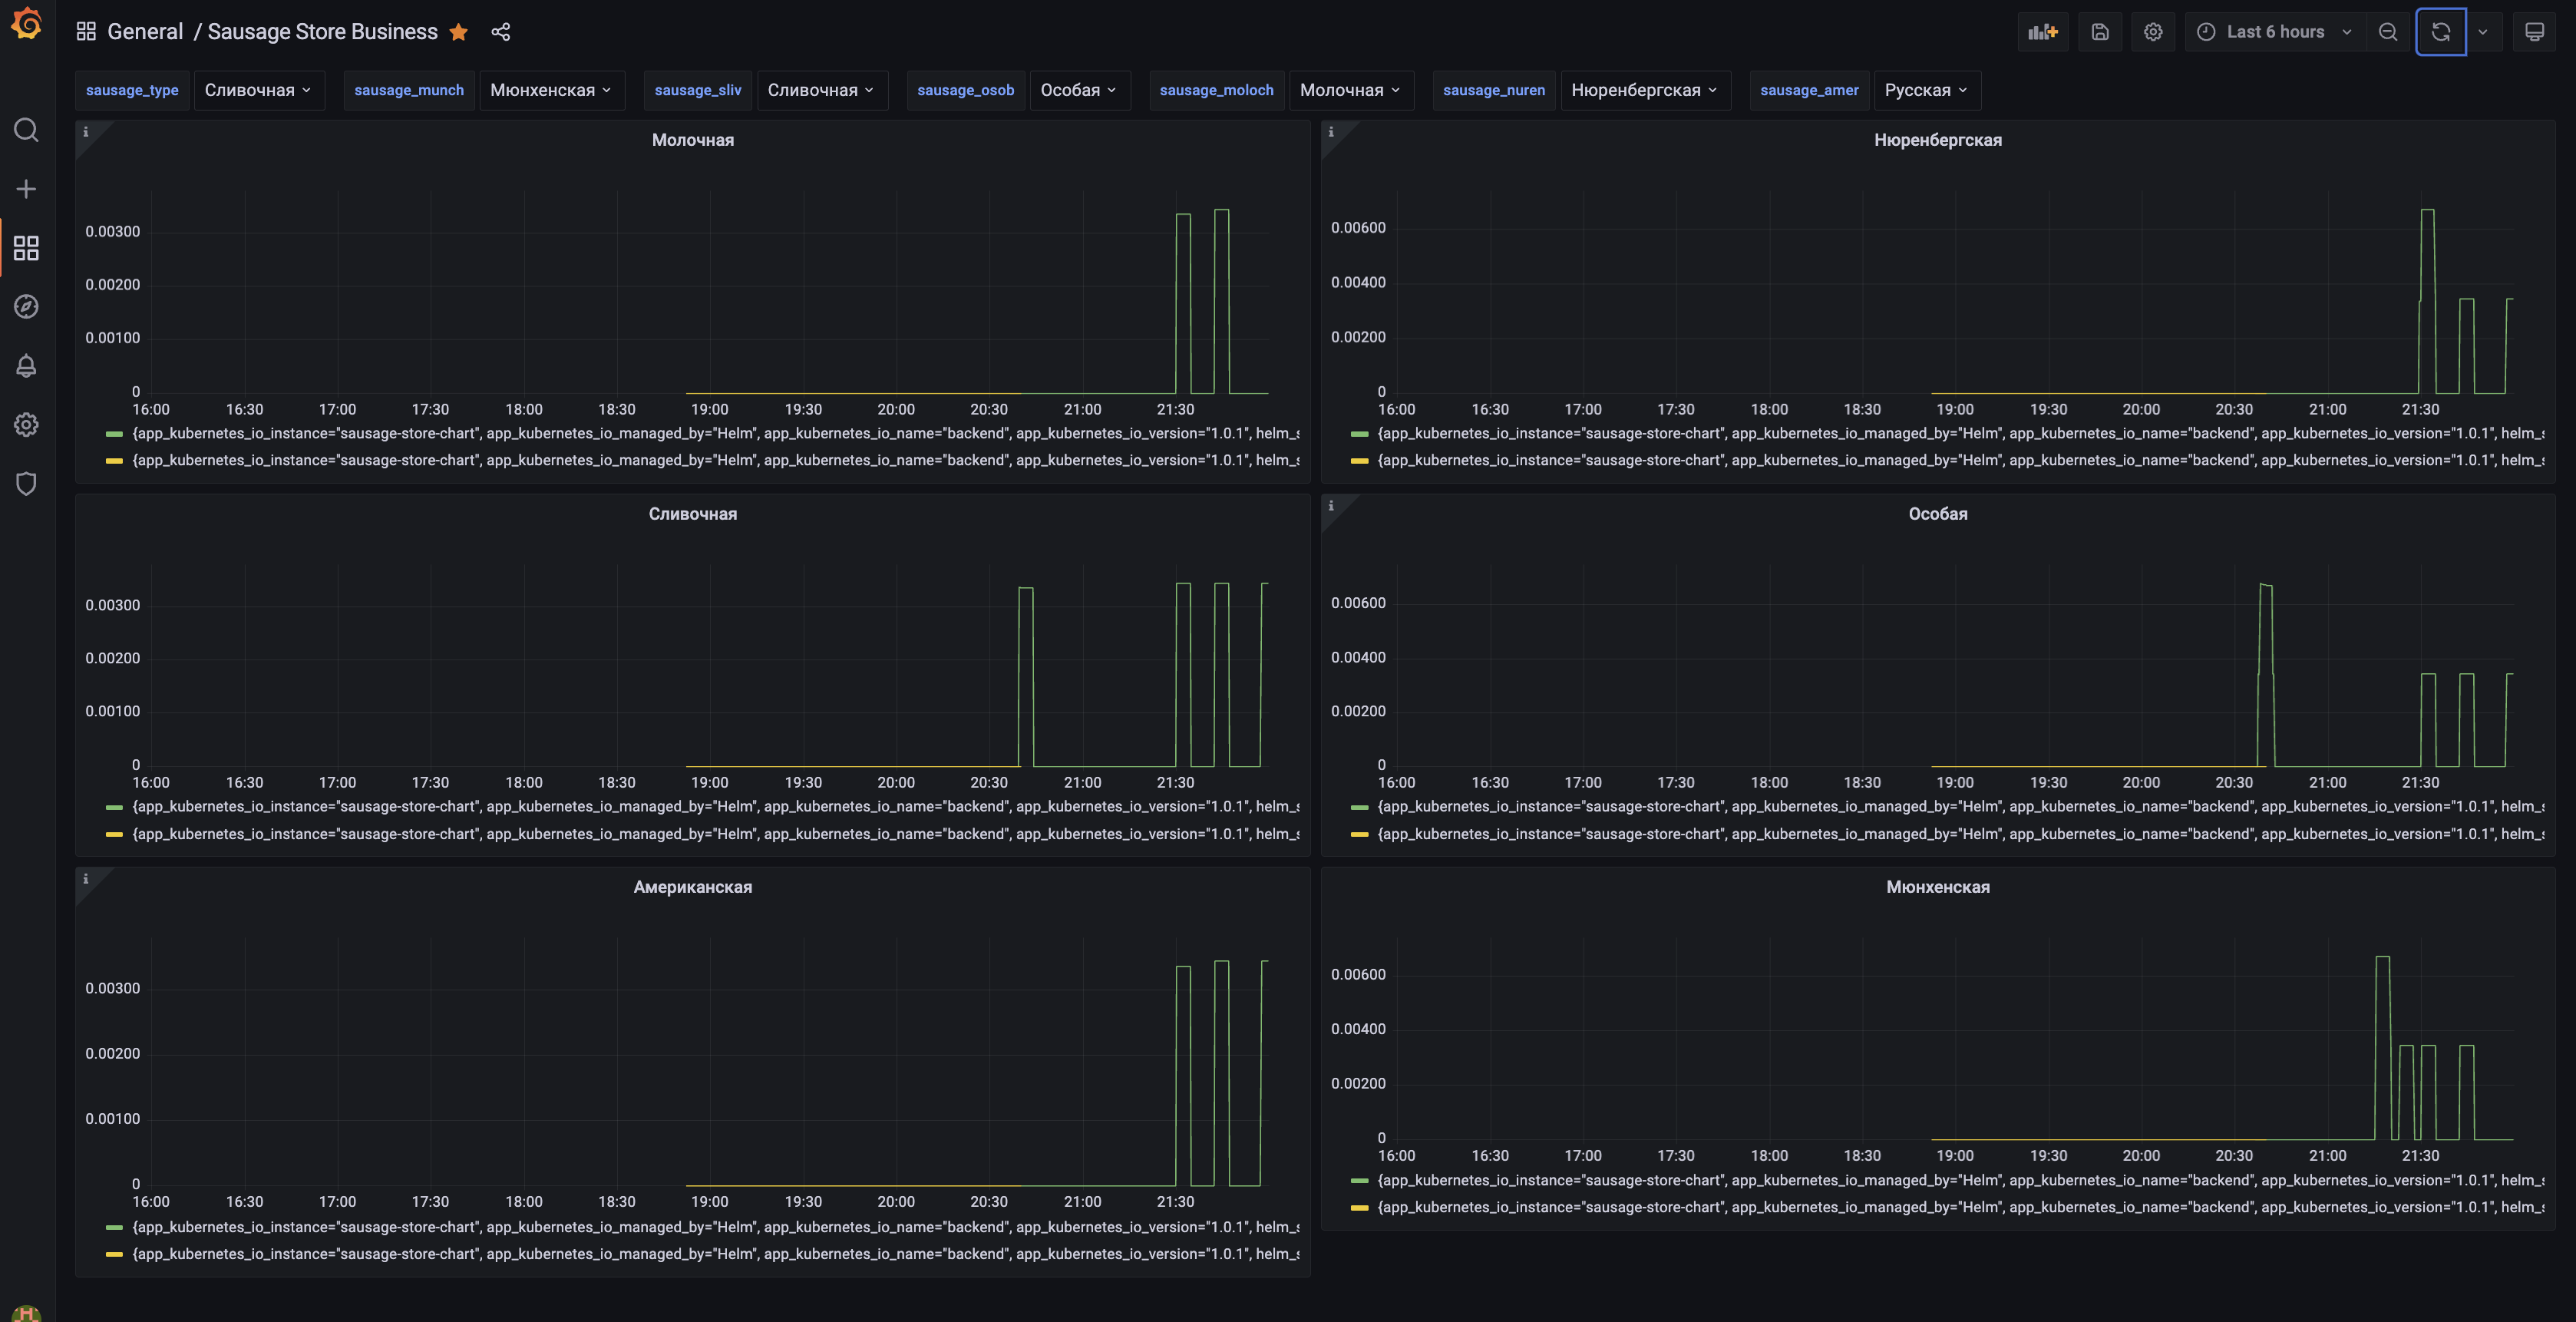 General / Sausage Store Business
Last 6 hours
sausage_type Сливочная sausage_munch Мюнхенская sausage_sliv Сливочная sausage_osob Особая sausage_moloch Молочная sausage_nuren Нюренбергская sausage_amer Русская
Молочная
0.00300
0.00200
0.00100
0
16:00 16:30 17:00 17:30 18:00 18:30 19:00 19:30 20:00 20:30 21:00 21:30
{app_kubernetes_io_instance="sausage-store-chart", app_kubernetes_io_managed_by="Helm", app_kubernetes_io_name="backend", app_kubernetes_io_version="1.0.1", helm_s
{app_kubernetes_io_instance="sausage-store-chart", app_kubernetes_io_managed_by="Helm", app_kubernetes_io_name="backend", app_kubernetes_io_version="1.0.1", helm_s
Нюренбергская
0.00600
0.00400
0.00200
0
16:00 16:30 17:00 17:30 18:00 18:30 19:00 19:30 20:00 20:30 21:00 21:30
{app_kubernetes_io_instance="sausage-store-chart", app_kubernetes_io_managed_by="Helm", app_kubernetes_io_name="backend", app_kubernetes_io_version="1.0.1", helm_s
{app_kubernetes_io_instance="sausage-store-chart", app_kubernetes_io_managed_by="Helm", app_kubernetes_io_name="backend", app_kubernetes_io_version="1.0.1", helm_s
Сливочная
0.00300
0.00200
0.00100
0
16:00 16:30 17:00 17:30 18:00 18:30 19:00 19:30 20:00 20:30 21:00 21:30
{app_kubernetes_io_instance="sausage-store-chart", app_kubernetes_io_managed_by="Helm", app_kubernetes_io_name="backend", app_kubernetes_io_version="1.0.1", helm_s
{app_kubernetes_io_instance="sausage-store-chart", app_kubernetes_io_managed_by="Helm", app_kubernetes_io_name="backend", app_kubernetes_io_version="1.0.1", helm_s
Особая
0.00600
0.00400
0.00200
0
16:00 16:30 17:00 17:30 18:00 18:30 19:00 19:30 20:00 20:30 21:00 21:30
{app_kubernetes_io_instance="sausage-store-chart", app_kubernetes_io_managed_by="Helm", app_kubernetes_io_name="backend", app_kubernetes_io_version="1.0.1", helm_s
{app_kubernetes_io_instance="sausage-store-chart", app_kubernetes_io_managed_by="Helm", app_kubernetes_io_name="backend", app_kubernetes_io_version="1.0.1", helm_s
Американская
0.00300
0.00200
0.00100
0
16:00 16:30 17:00 17:30 18:00 18:30 19:00 19:30 20:00 20:30 21:00 21:30
{app_kubernetes_io_instance="sausage-store-chart", app_kubernetes_io_managed_by="Helm", app_kubernetes_io_name="backend", app_kubernetes_io_version="1.0.1", helm_s
{app_kubernetes_io_instance="sausage-store-chart", app_kubernetes_io_managed_by="Helm", app_kubernetes_io_name="backend", app_kubernetes_io_version="1.0.1", helm_s
Мюнхенская
0.00600
0.00400
0.00200
0
16:00 16:30 17:00 17:30 18:00 18:30 19:00 19:30 20:00 20:30 21:00 21:30
{app_kubernetes_io_instance="sausage-store-chart", app_kubernetes_io_managed_by="Helm", app_kubernetes_io_name="backend", app_kubernetes_io_version="1.0.1", helm_s
{app_kubernetes_io_instance="sausage-store-chart", app_kubernetes_io_managed_by="Helm", app_kubernetes_io_name="backend", app_kubernetes_io_version="1.0.1", helm_s